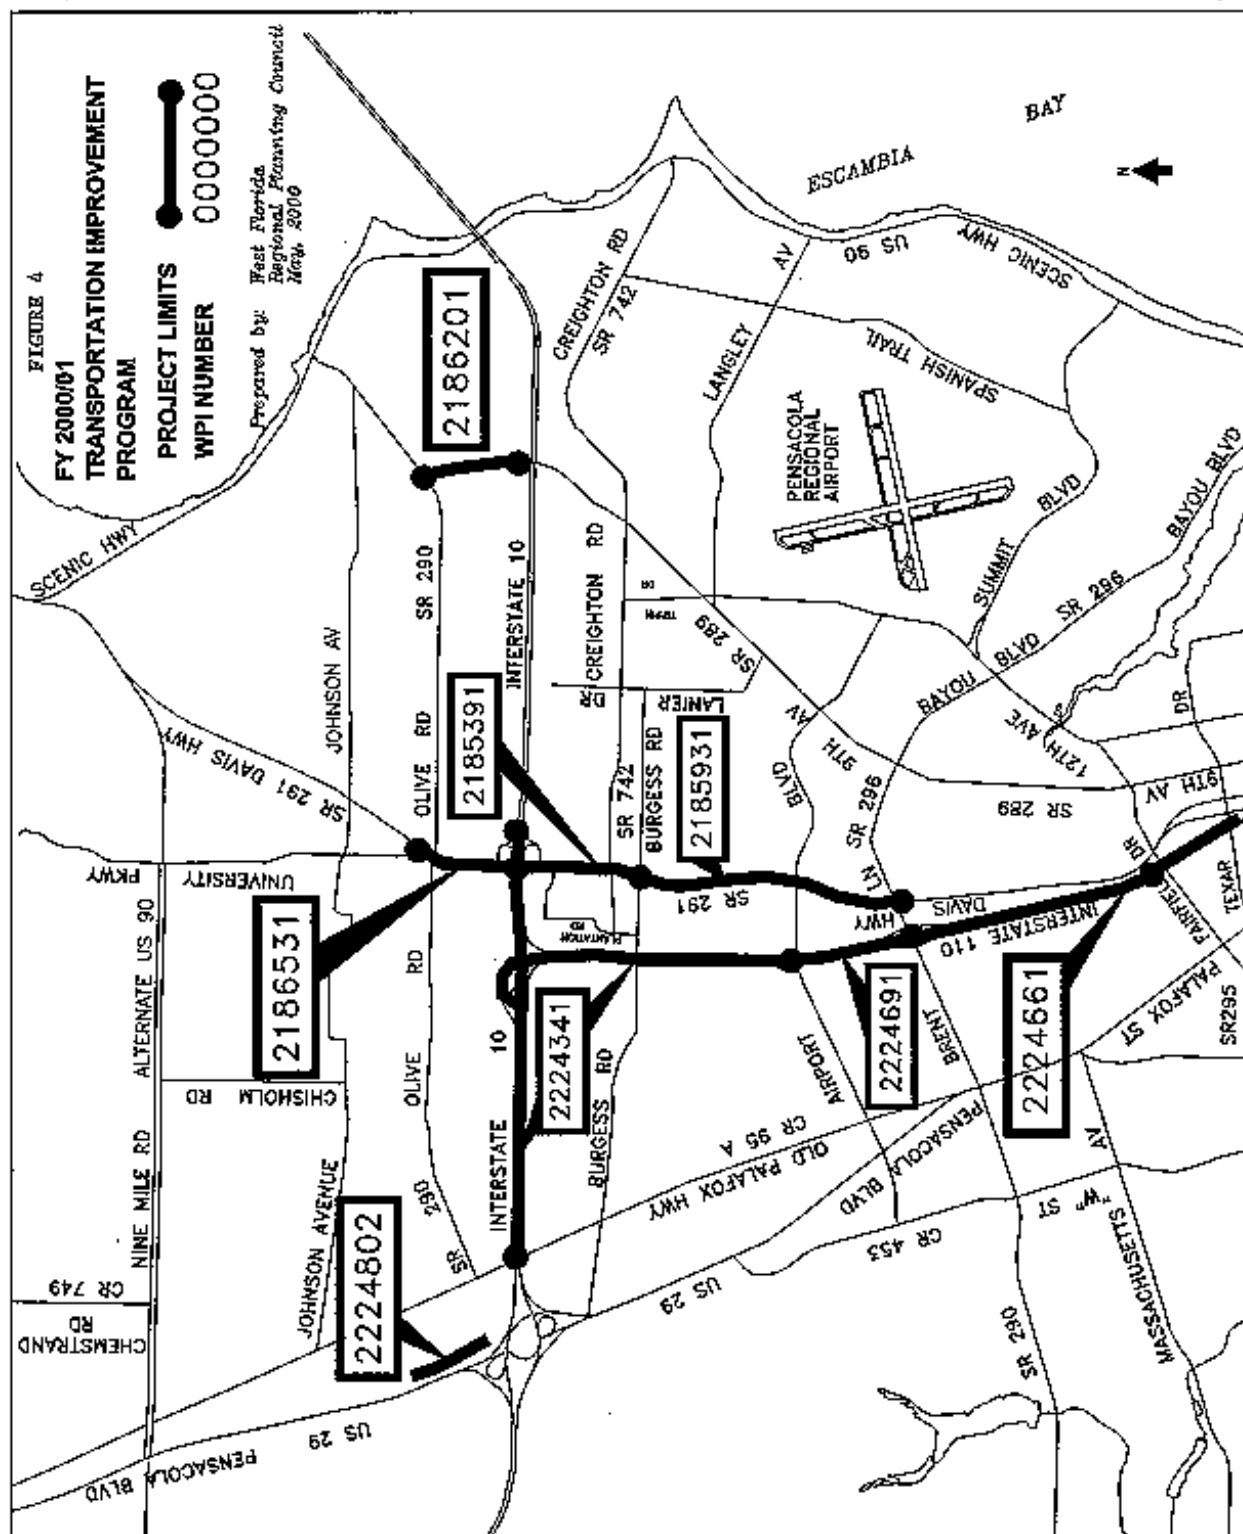 FIGURE 4
FY 2000/01
TRANSPORTATION IMPROVEMENT
PROGRAM
PROJECT LIMITS
WPI NUMBER 0000000
Prepared by: West Florida
Regional Planning Council
May, 2000
ESCAMBIA
BAY
N
SCENIC HWY
US 90
SCENIC HWY
2186201
CREIGHTON RD
SR 742
LANGLEY
AV
SPANISH TRAIL
PENSACOLA
REGIONAL
AIRPORT
SUMMIT
BLVD
BAYOU BLVD
SR 296
BAYOU BLVD
SR 290
INTERSTATE 10
CREIGHTON RD
DR
SR 289
LANIER
DR
JOHNSON AV
SR 291 DAVIS HWY
OLIVE RD
2185391
SR 742
BURGESS RD
2185931
BLVD
9TH
AV
SR 296
LN
12TH AVE
SR 289
9TH AV
DR
DR
TEXAR
FAIRFIEL
UNIVERSITY
PKWY
2186531
SR 291
PLANTATION
RD
HWY
DAVIS
INTERSTATE 110
NINE MILE RD ALTERNATE US 90
CHISHOLM
RD
OLIVE
RD
INTERSTATE
10
2224341
BURGESS RD
AIRPORT
2224691
BRENT
2224661
PALAFOX ST
SR295
JOHNSON AVENUE
SR
290
OLD PALAFOX HWY
CR 95 A
PENSACOLA
BLVD
CR 453
"W"
ST
MASSACHUSETTS
AV
CR 749
CHEMSTRAND
RD
2224802
US 29
PENSACOLA BLVD
US 29
SR 290